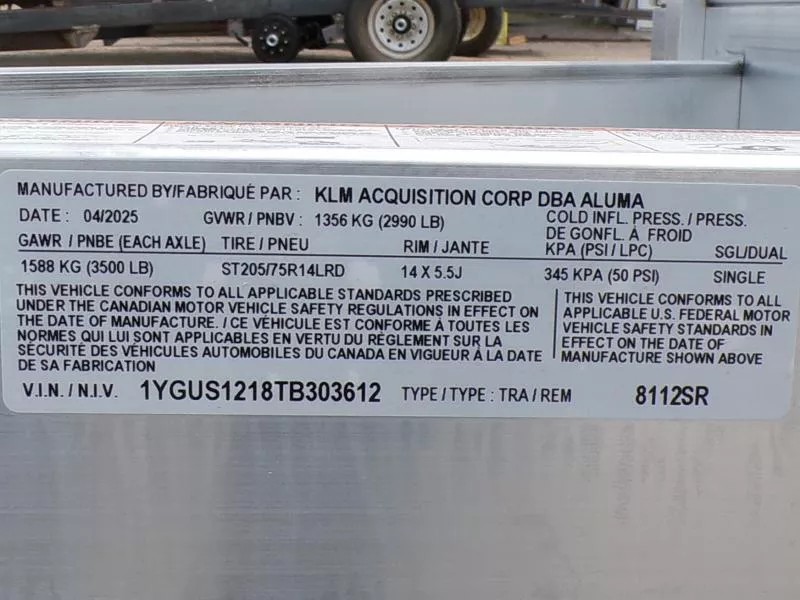 MANUFACTURED BY/FABRIQUÉ PAR : KLM ACQUISITION CORP DBA ALUMA
DATE : 04/2025 GVWR / PNBV : 1356 KG (2990 LB) COLD INFL. PRESS. / PRESS.
DE GONFL. À FROID
GAWR / PNBE (EACH AXLE) TIRE / PNEU RIM / JANTE KPA (PSI / LPC) SGL/DUAL
1588 KG (3500 LB) ST205/75R14LRD 14 X 5.5J 345 KPA (50 PSI) SINGLE
THIS VEHICLE CONFORMS TO ALL APPLICABLE STANDARDS PRESCRIBED
UNDER THE CANADIAN MOTOR VEHICLE SAFETY REGULATIONS IN EFFECT ON
THE DATE OF MANUFACTURE. / CE VÉHICULE EST CONFORME À TOUTES LES
NORMES QUI LUI SONT APPLICABLES EN VERTU DU RÈGLEMENT SUR LA
SÉCURITÉ DES VÉHICULES AUTOMOBILES DU CANADA EN VIGUEUR À LA DATE
DE SA FABRICATION
THIS VEHICLE CONFORMS TO ALL
APPLICABLE U.S. FEDERAL MOTOR
VEHICLE SAFETY STANDARDS IN
EFFECT ON THE DATE OF
MANUFACTURE SHOWN ABOVE
V.I.N. / N.I.V. 1YGUS1218TB303612 TYPE / TYPE : TRA / REM 8112SR